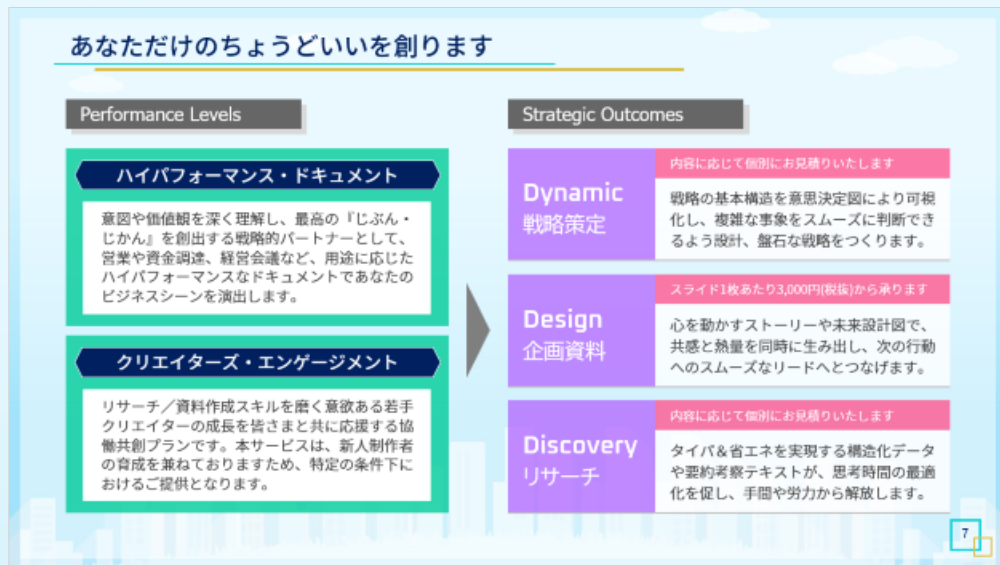 あなただけのちょうどいいを創ります
Performance Levels
ハイパフォーマンス・ドキュメント
意図や価値観を深く理解し、最高の『じぶん・
じかん』を創出する戦略的パートナーとして、
営業や資金調達、経営会議など、用途に応じた
ハイパフォーマンスなドキュメントであなたの
ビジネスシーンを演出します。
クリエイターズ・エンゲージメント
リサーチ／資料作成スキルを磨く意欲ある若手
クリエイターの成長を皆さまと共に応援する協
働共創プランです。本サービスは、新人制作者
の育成を兼ねておりますため、特定の条件下に
おけるご提供となります。
Strategic Outcomes
Dynamic
戦略策定
内容に応じて個別にお見積りいたします
戦略の基本構造を意思決定図により可視
化し、複雑な事象をスムーズに判断でき
るよう設計、盤石な戦略をつくります。
Design
企画資料
スライド1枚あたり3,000円(税抜)から承ります
心を動かすストーリーや未来設計図で、
共感と熱量を同時に生み出し、次の行動
へのスムーズなリードへとつなげます。
Discovery
リサーチ
内容に応じて個別にお見積りいたします
タイパ＆省エネを実現する構造化データ
や要約考察テキストが、思考時間の最適
化を促し、手間や労力から解放します。
7